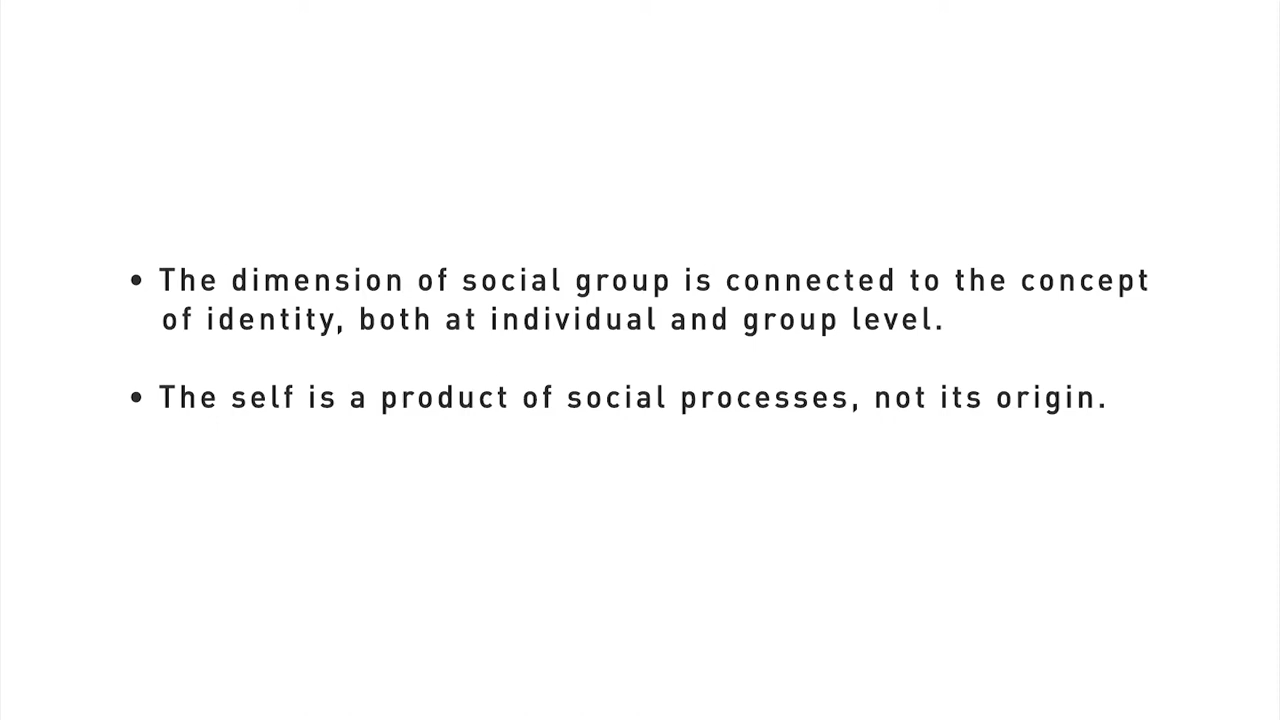 • The dimension of social group is connected to the concept
of identity, both at individual and group level.
• The self is a product of social processes, not its origin.